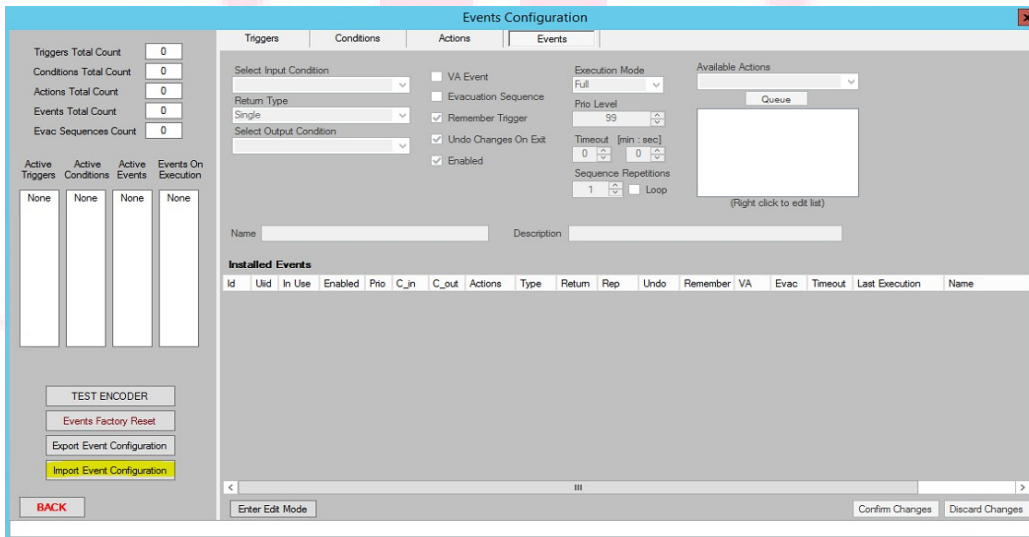 Events Configuration
Triggers Conditions Actions Events
Triggers Total Count 0
Conditions Total Count 0
Actions Total Count 0
Events Total Count 0
Evac Sequences Count 0
Active Triggers
Active Conditions
Active Events
Events On Execution
None None None None
TEST ENCODER
Events Factory Reset
Export Event Configuration
Import Event Configuration
BACK
Select Input Condition
Return Type
Single
Select Output Condition
VA Event
Evacuation Sequence
Remember Trigger
Undo Changes On Exit
Enabled
Execution Mode
Full
Prio Level
99
Timeout [min : sec]
0 0
Sequence Repetitions
1 Loop
Available Actions
Queue
(Right click to edit list)
Name Description
Installed Events
Id Uiid In Use Enabled Prio C_in C_out Actions Type Return Rep Undo Remember VA Evac Timeout Last Execution Name
Enter Edit Mode Confirm Changes Discard Changes